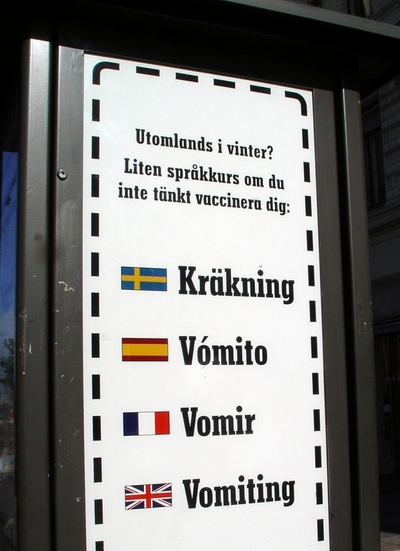 Utomlands i vinter?
Liten språkkurs om du
inte tänkt vaccinera dig:
Kräkning
Vómito
Vomir
Vomiting